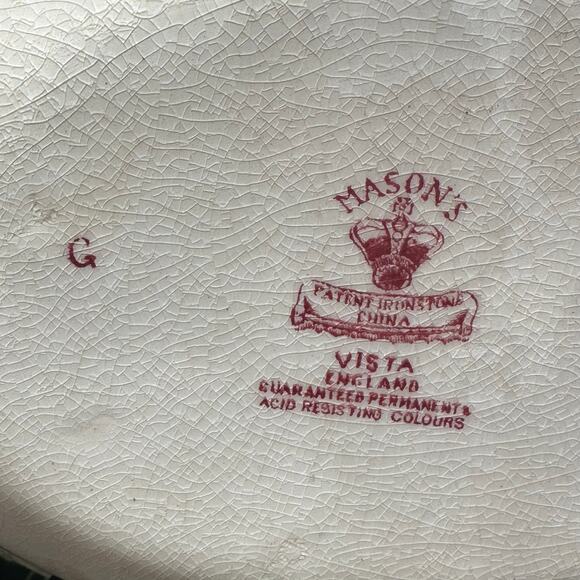 G
MASON'S
PATENT IRONSTONE
CHINA
VISTA
ENGLAND
GUARANTEED PERMANENT &
ACID RESISTING COLOURS